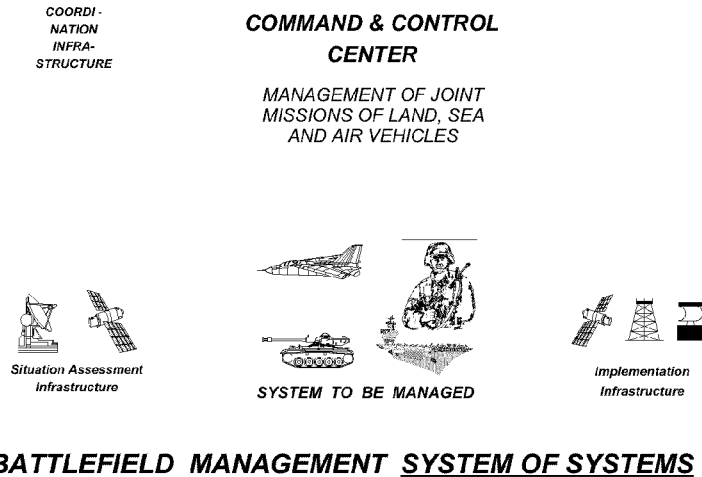 COORDI-
NATION
INFRA-
STRUCTURE
COMMAND & CONTROL
CENTER
MANAGEMENT OF JOINT
MISSIONS OF LAND, SEA
AND AIR VEHICLES
Situation Assessment
Infrastructure
SYSTEM TO BE MANAGED
Implementation
Infrastructure
BATTLEFIELD MANAGEMENT SYSTEM OF SYSTEMS